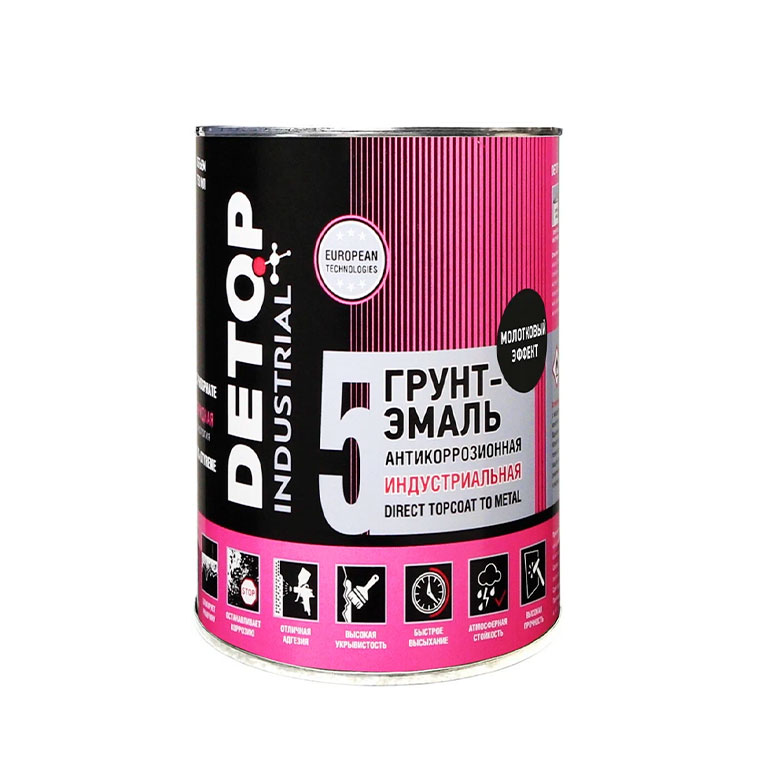 DETOP
INDUSTRIAL
EUROPEAN
TECHNOLOGIES
МОЛОТКОВЫЙ
ЭФФЕКТ
5
ГРУНТ-
ЭМАЛЬ
АНТИКОРРОЗИОННАЯ
ИНДУСТРИАЛЬНАЯ
DIRECT TOPCOAT TO METAL
STOP
ОСТАНАВЛИВАЕТ
КОРРОЗИЮ
ОТЛИЧНАЯ
АДГЕЗИЯ
ВЫСОКАЯ
УКРЫВИСТОСТЬ
БЫСТРОЕ
ВЫСЫХАНИЕ
АТМОСФЕРНАЯ
СТОЙКОСТЬ
ВЫСОКАЯ
ПРОЧНОСТЬ